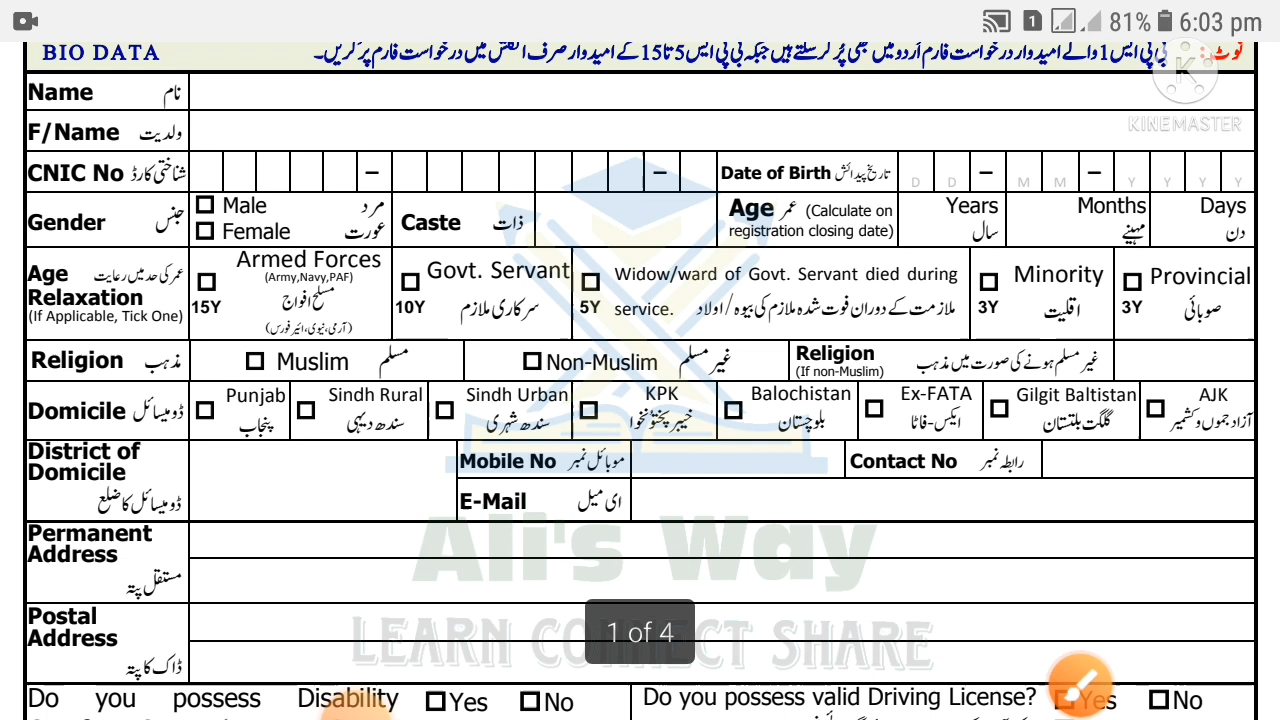 81% 6:03 pm
BIO DATA
نوٹ: بی پی ایس 1 والے امیدوار درخواست فارم اُردو میں بھی پُر کرسکتے ہیں جبکہ بی پی ایس 5 تا 15 کے امیدوار صرف انگلش میں درخواست فارم پُر کریں۔
Name نام
KINEMASTER
F/Name ولدیت
CNIC No شناختی کارڈ – – Date of Birth تاریخ پیدائش D D – M M – Y Y Y Y
Gender جنس Male مرد Female عورت Caste ذات Age عمر (Calculate on registration closing date) Years سال Months مہینے Days دن
Age Relaxation عمر کی حد میں رعایت (If Applicable, Tick One)
15Y Armed Forces (Army,Navy,PAF) مسلح افواج (آرمی، نیوی، ائیر فورس)
10Y Govt. Servant سرکاری ملازم
5Y Widow/ward of Govt. Servant died during service. ملازمت کے دوران فوت شدہ ملازم کی بیوہ / اولاد
3Y Minority اقلیت
3Y Provincial صوبائی
Religion مذہب Muslim مسلم Non-Muslim غیر مسلم Religion (If non-Muslim) غیر مسلم ہونے کی صورت میں مذہب
Domicile ڈومیسائل Punjab پنجاب Sindh Rural سندھ دیہی Sindh Urban سندھ شہری KPK خیبر پختونخوا Balochistan بلوچستان Ex-FATA ایکس-فاٹا Gilgit Baltistan گلگت بلتستان AJK آزاد جموں و کشمیر
District of Domicile ڈومیسائل کا ضلع
Mobile No موبائل نمبر Contact No رابطہ نمبر
E-Mail ای میل
Ali's Way
Permanent Address مستقل پتہ
Postal Address ڈاک کا پتہ
1 of 4
LEARN CONNECT SHARE
Do you possess Disability Yes No Do you possess valid Driving License? Yes No